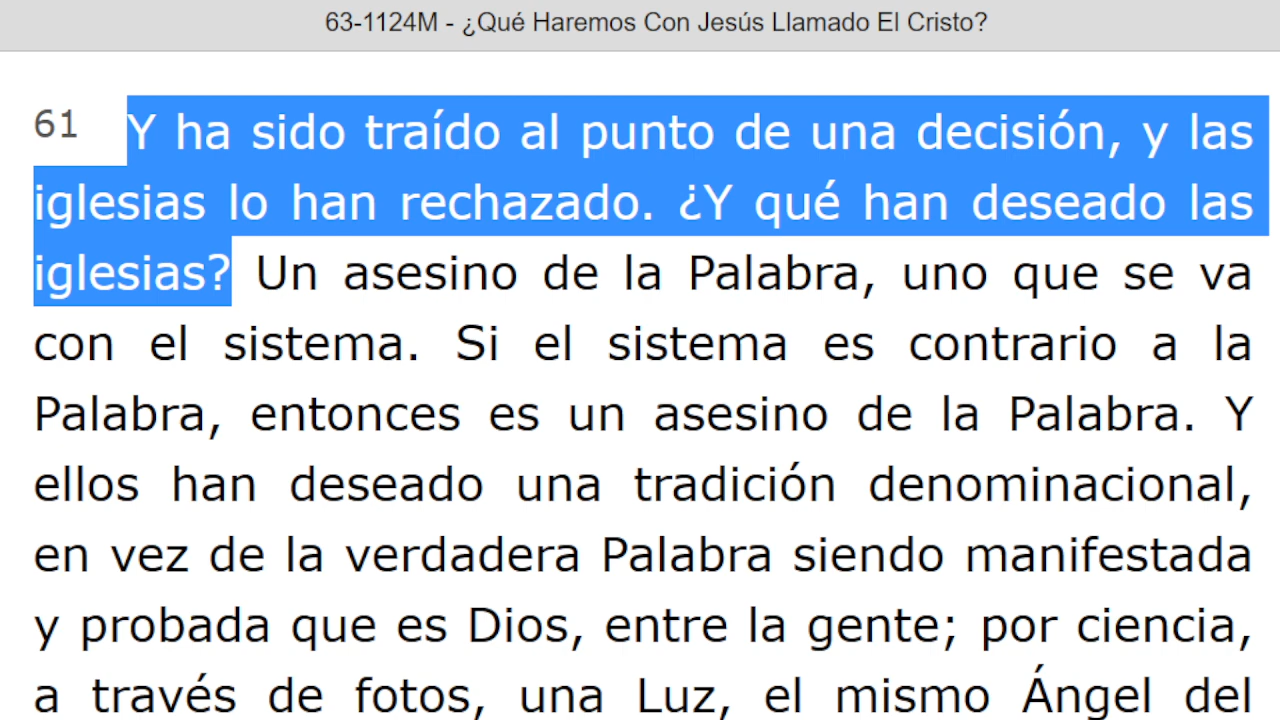 63-1124M - ¿Qué Haremos Con Jesús Llamado El Cristo?
61 Y ha sido traído al punto de una decisión, y las
iglesias lo han rechazado. ¿Y qué han deseado las
iglesias? Un asesino de la Palabra, uno que se va
con el sistema. Si el sistema es contrario a la
Palabra, entonces es un asesino de la Palabra. Y
ellos han deseado una tradición denominacional,
en vez de la verdadera Palabra siendo manifestada
y probada que es Dios, entre la gente; por ciencia,
a través de fotos, una Luz, el mismo Ángel del